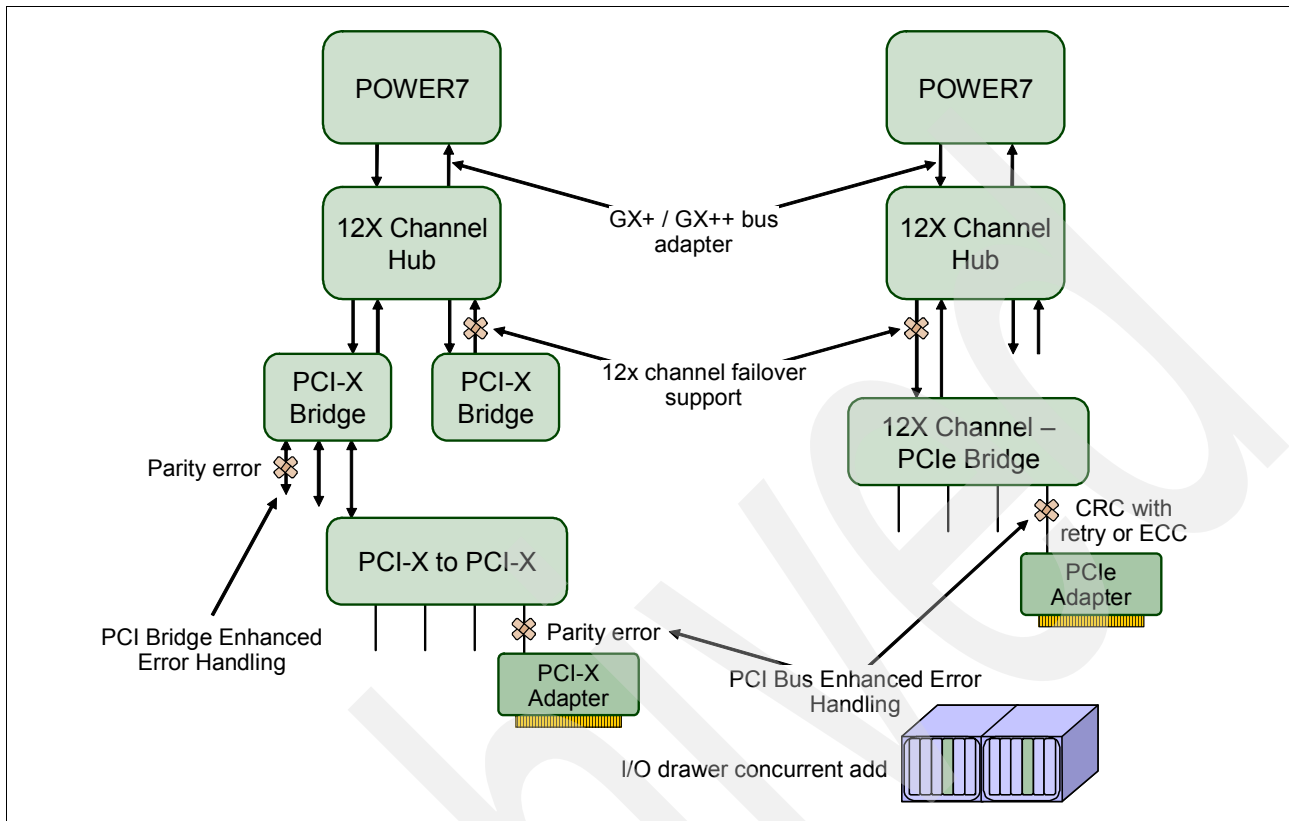 POWER7
POWER7
12X Channel
Hub
GX+ / GX++ bus
adapter
12X Channel
Hub
PCI-X
Bridge
PCI-X
Bridge
12x channel failover
support
12X Channel –
PCIe Bridge
Parity error
CRC with
retry or ECC
PCI-X to PCI-X
PCIe
Adapter
PCI Bridge Enhanced
Error Handling
Parity error
PCI-X
Adapter
PCI Bus Enhanced Error
Handling
I/O drawer concurrent add